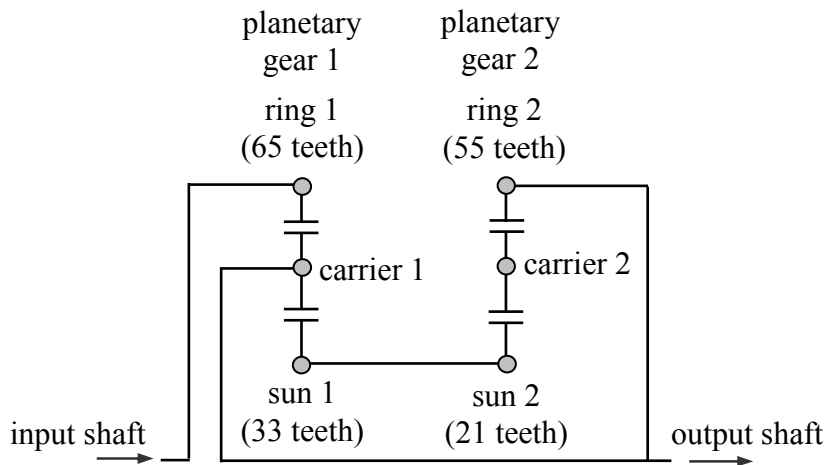 planetary
gear 1
planetary
gear 2
ring 1
(65 teeth)
ring 2
(55 teeth)
carrier 1
carrier 2
sun 1
(33 teeth)
sun 2
(21 teeth)
input shaft
output shaft